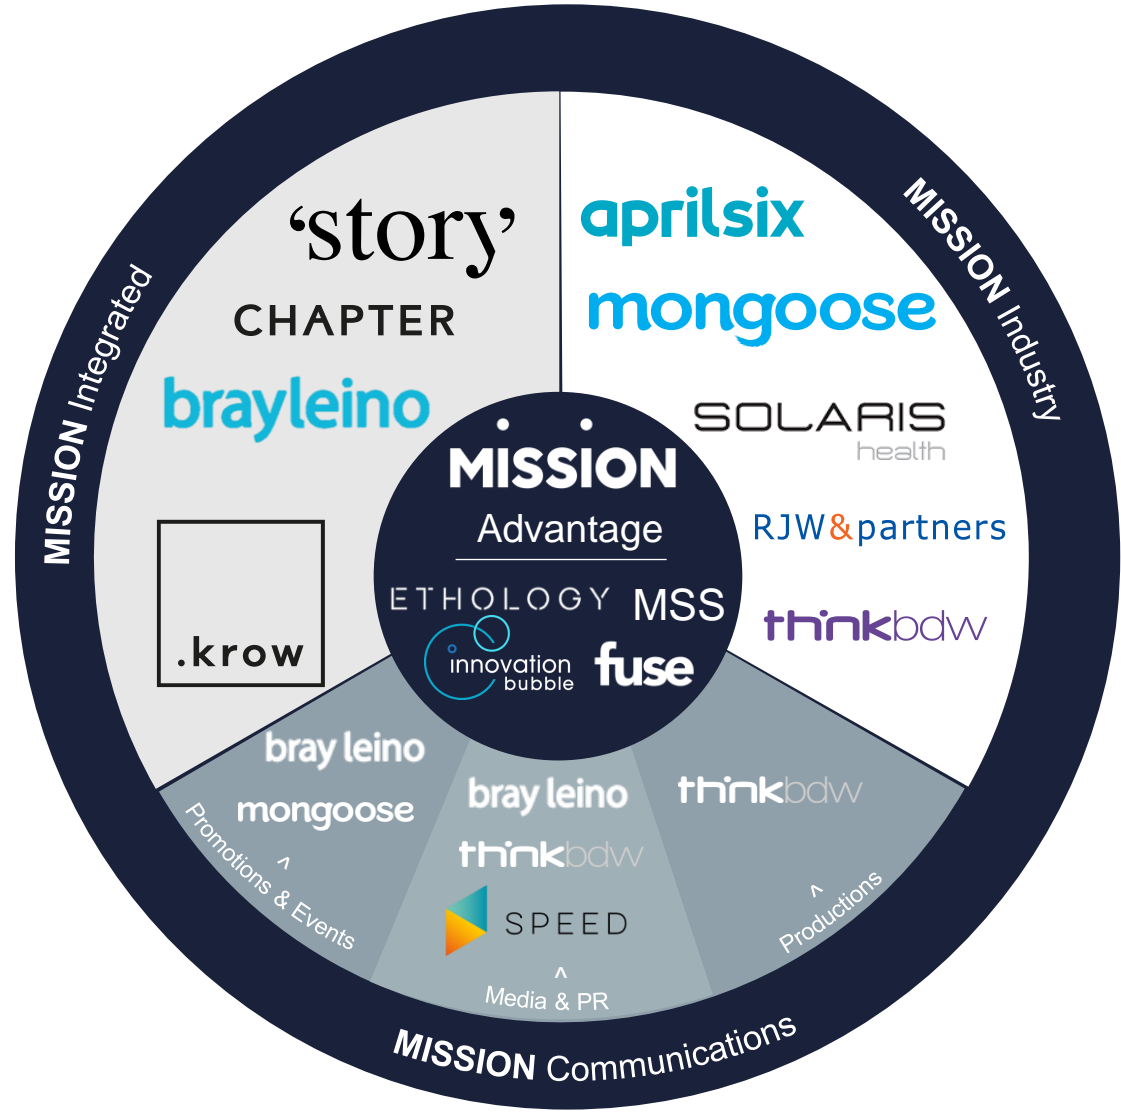 MISSION Integrated
‘story’
CHAPTER
brayleino
.krow
MISSION Industry
aprilsix
mongoose
SOLARIS
health
RJW&partners
thinkbdw
MISSION
Advantage
ETHOLOGY
MSS
innovation
bubble
fuse
bray leino
mongoose
^
Promotions & Events
bray leino
thinkbdw
SPEED
^
Media & PR
thinkbdw
^
Productions
MISSION Communications